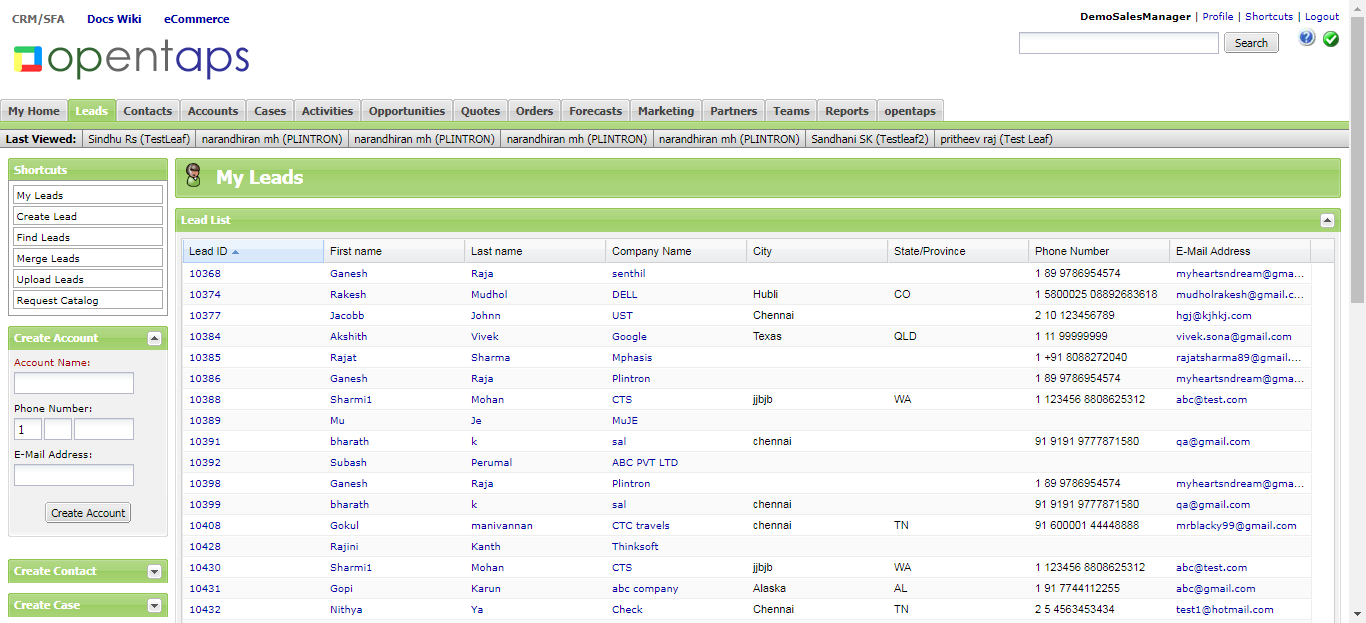 CRM/SFA Docs Wiki eCommerce
DemoSalesManager | Profile | Shortcuts | Logout
opentaps
Search
My Home Leads Contacts Accounts Cases Activities Opportunities Quotes Orders Forecasts Marketing Partners Teams Reports opentaps
Last Viewed: Sindhu Rs (TestLeaf) narandhiran mh (PLINTRON) narandhiran mh (PLINTRON) narandhiran mh (PLINTRON) narandhiran mh (PLINTRON) Sandhani SK (Testleaf2) pritheev raj (Test Leaf)
Shortcuts
My Leads
Create Lead
Find Leads
Merge Leads
Upload Leads
Request Catalog
Create Account
Account Name:
Phone Number:
1
E-Mail Address:
Create Account
Create Contact
Create Case
My Leads
Lead List
Lead ID First name Last name Company Name City State/Province Phone Number E-Mail Address
10368 Ganesh Raja senthil 1 89 9786954574 myheartsndream@gma...
10374 Rakesh Mudhol DELL Hubli CO 1 5800025 08892683618 mudholrakesh@gmail.c...
10377 Jacobb Johnn UST Chennai 2 10 123456789 hgj@kjhkj.com
10384 Akshith Vivek Google Texas QLD 1 11 99999999 vivek.sona@gmail.com
10385 Rajat Sharma Mphasis 1 +91 8088272040 rajatsharma89@gmail....
10386 Ganesh Raja Plintron 1 89 9786954574 myheartsndream@gma...
10388 Sharmi1 Mohan CTS jjbjb WA 1 123456 8808625312 abc@test.com
10389 Mu Je MuJE
10391 bharath k sal chennai 91 9191 9777871580 qa@gmail.com
10392 Subash Perumal ABC PVT LTD
10398 Ganesh Raja Plintron 1 89 9786954574 myheartsndream@gma...
10399 bharath k sal chennai 91 9191 9777871580 qa@gmail.com
10408 Gokul manivannan CTC travels chennai TN 91 600001 44448888 mrblacky99@gmail.com
10428 Rajini Kanth Thinksoft
10430 Sharmi1 Mohan CTS jjbjb WA 1 123456 8808625312 abc@test.com
10431 Gopi Karun abc company Alaska AL 1 91 7744112255 abc@gmail.com
10432 Nithya Ya Check Chennai TN 2 5 4563453434 test1@hotmail.com